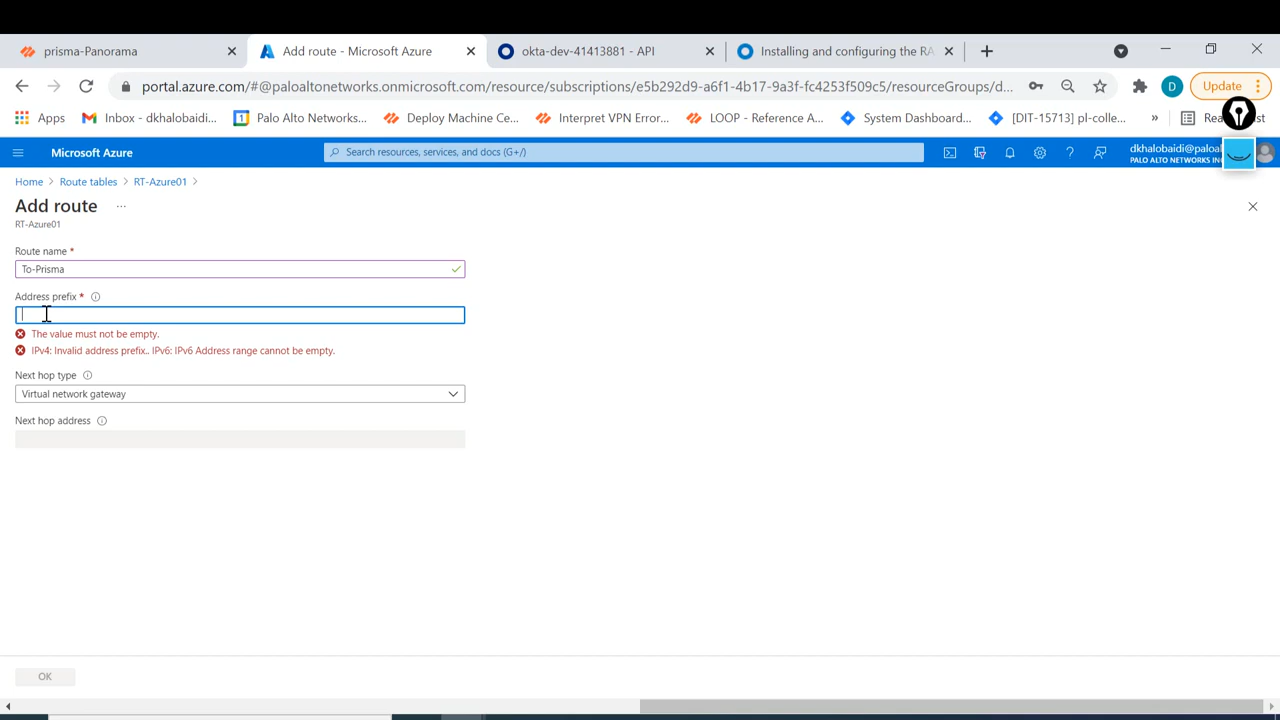 prisma-Panorama
Add route - Microsoft Azure
okta-dev-41413881 - API
Installing and configuring the RA
portal.azure.com/#@paloaltonetworks.onmicrosoft.com/resource/subscriptions/e5b292d9-a6f1-4b17-9a3f-fc4253f509c5/resourceGroups/d...
D
Update
Apps
Inbox - dkhalobaidi...
Palo Alto Networks...
Deploy Machine Ce...
Interpret VPN Error...
LOOP - Reference A...
System Dashboard...
[DIT-15713] pl-colle...
»
Microsoft Azure
Search resources, services, and docs (G+/)
dkhalobaidi@paloal
PALO ALTO NETWORKS
Home > Route tables > RT-Azure01 >
Add route ...
RT-Azure01
Route name *
To-Prisma
Address prefix *
The value must not be empty.
IPv4: Invalid address prefix.. IPv6: IPv6 Address range cannot be empty.
Next hop type
Virtual network gateway
Next hop address
OK